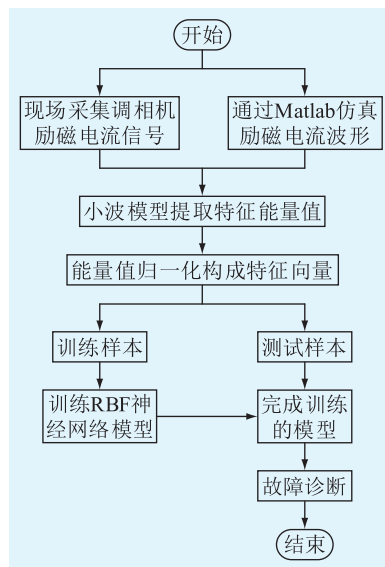 开始
现场采集调相机
励磁电流信号
通过Matlab仿真
励磁电流波形
小波模型提取特征能量值
能量值归一化构成特征向量
训练样本
测试样本
训练RBF神
经网络模型
完成训练
的模型
故障诊断
结束